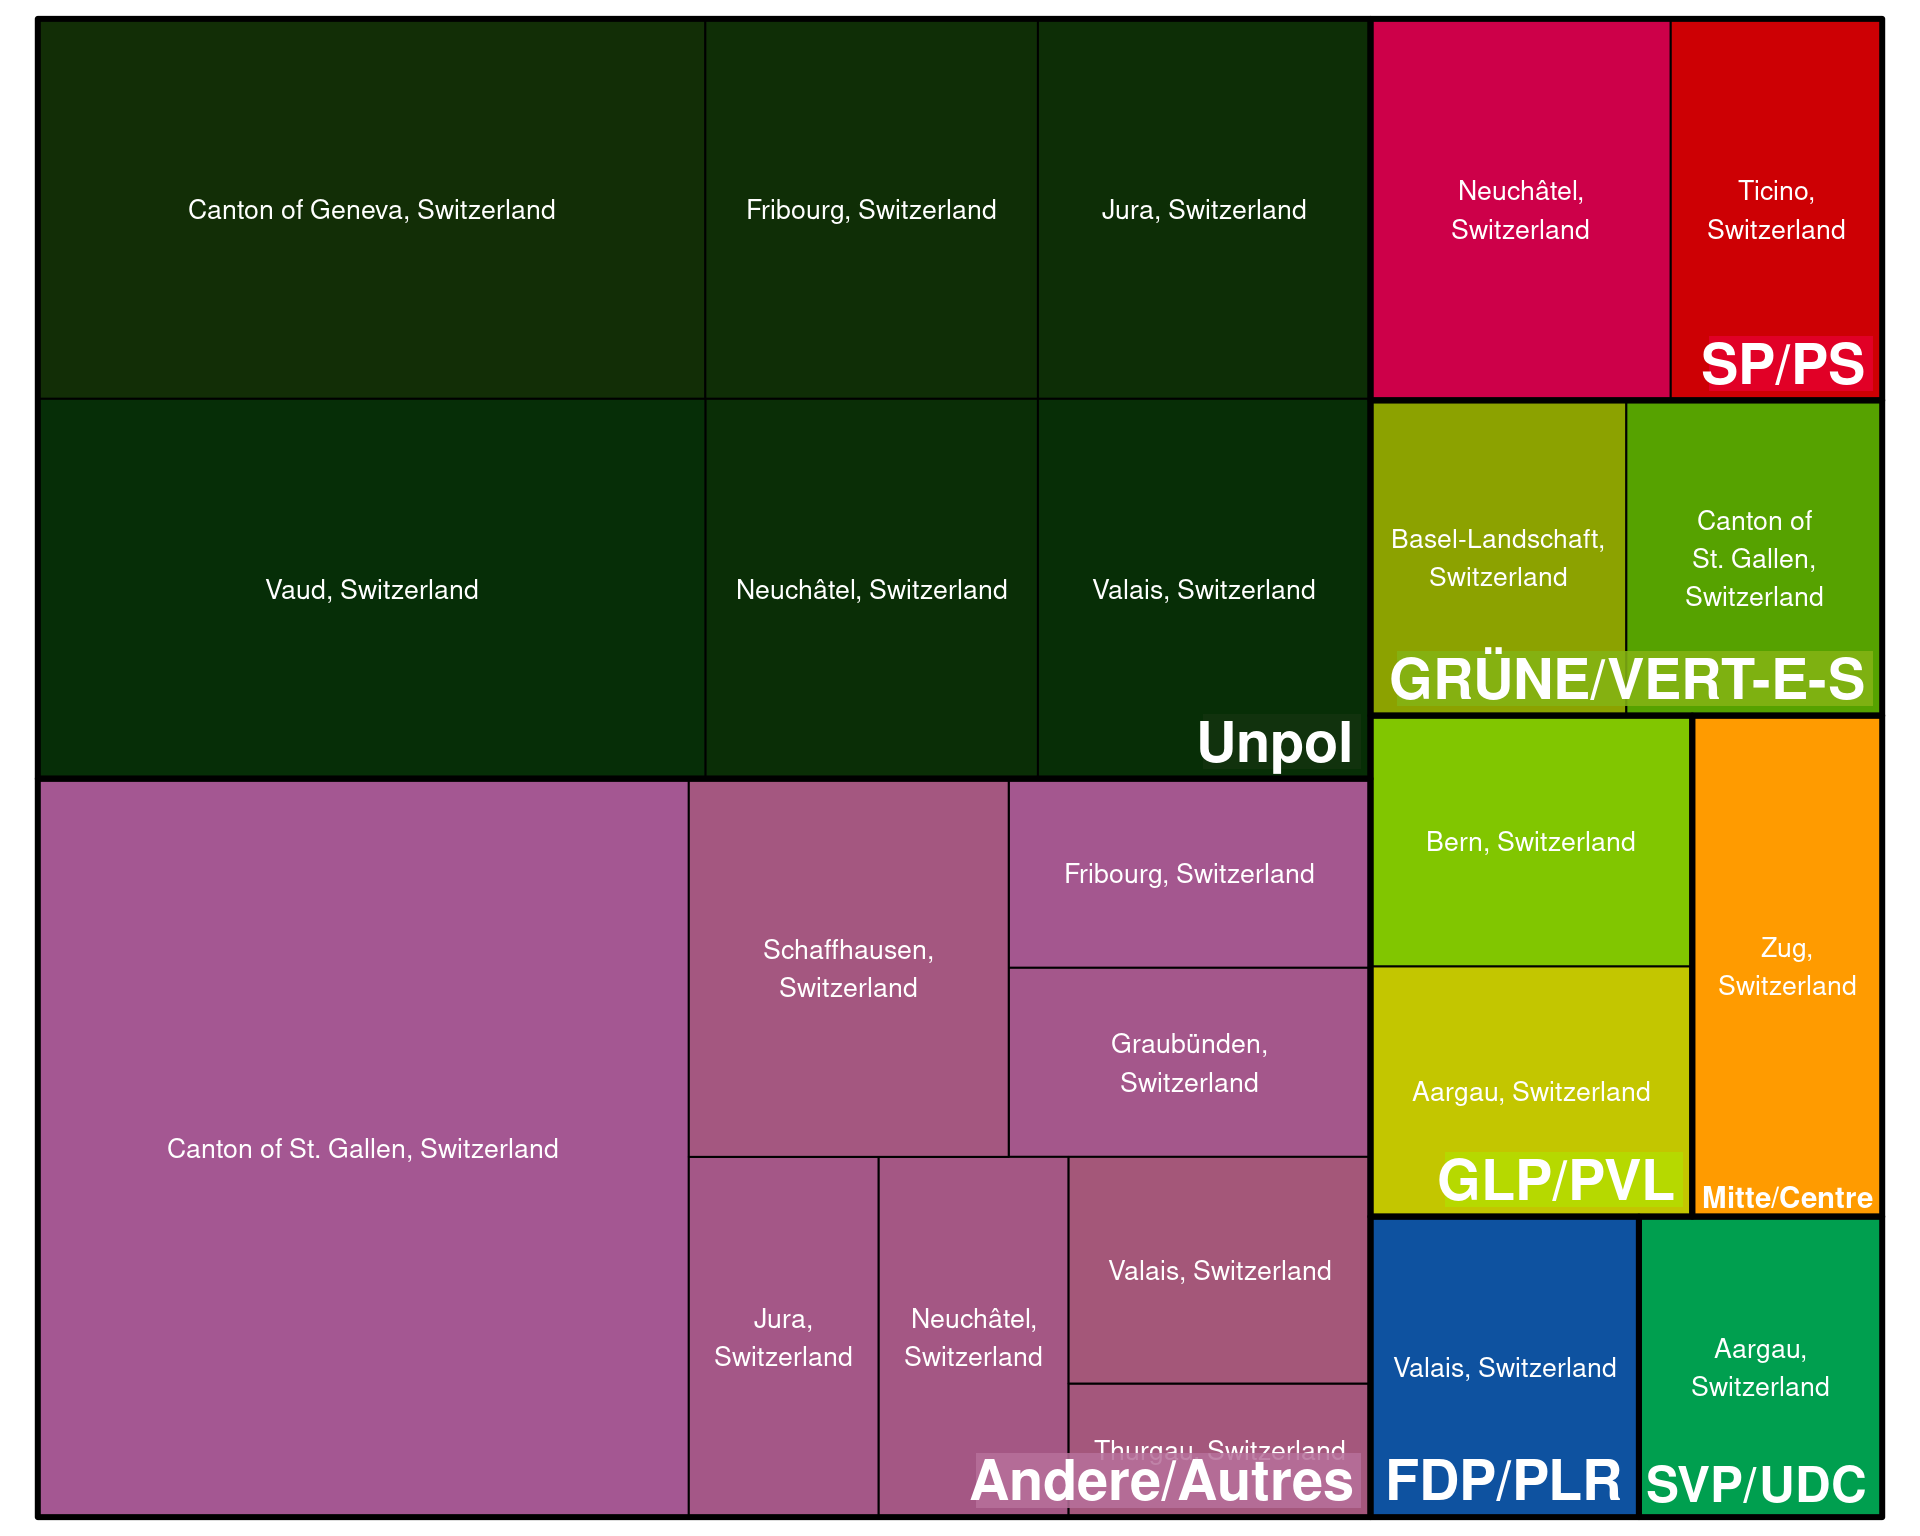 Canton of Geneva, Switzerland
Fribourg, Switzerland
Jura, Switzerland
Vaud, Switzerland
Neuchâtel, Switzerland
Valais, Switzerland
Unpol
Canton of St. Gallen, Switzerland
Schaffhausen,
Switzerland
Fribourg, Switzerland
Graubünden,
Switzerland
Jura,
Switzerland
Neuchâtel,
Switzerland
Valais, Switzerland
Thurgau, Switzerland
Andere/Autres
Neuchâtel,
Switzerland
Ticino,
Switzerland
SP/PS
Basel-Landschaft,
Switzerland
Canton of
St. Gallen,
Switzerland
GRÜNE/VERT-E-S
Bern, Switzerland
Aargau, Switzerland
GLP/PVL
Zug,
Switzerland
Mitte/Centre
Valais, Switzerland
FDP/PLR
Aargau,
Switzerland
SVP/UDC